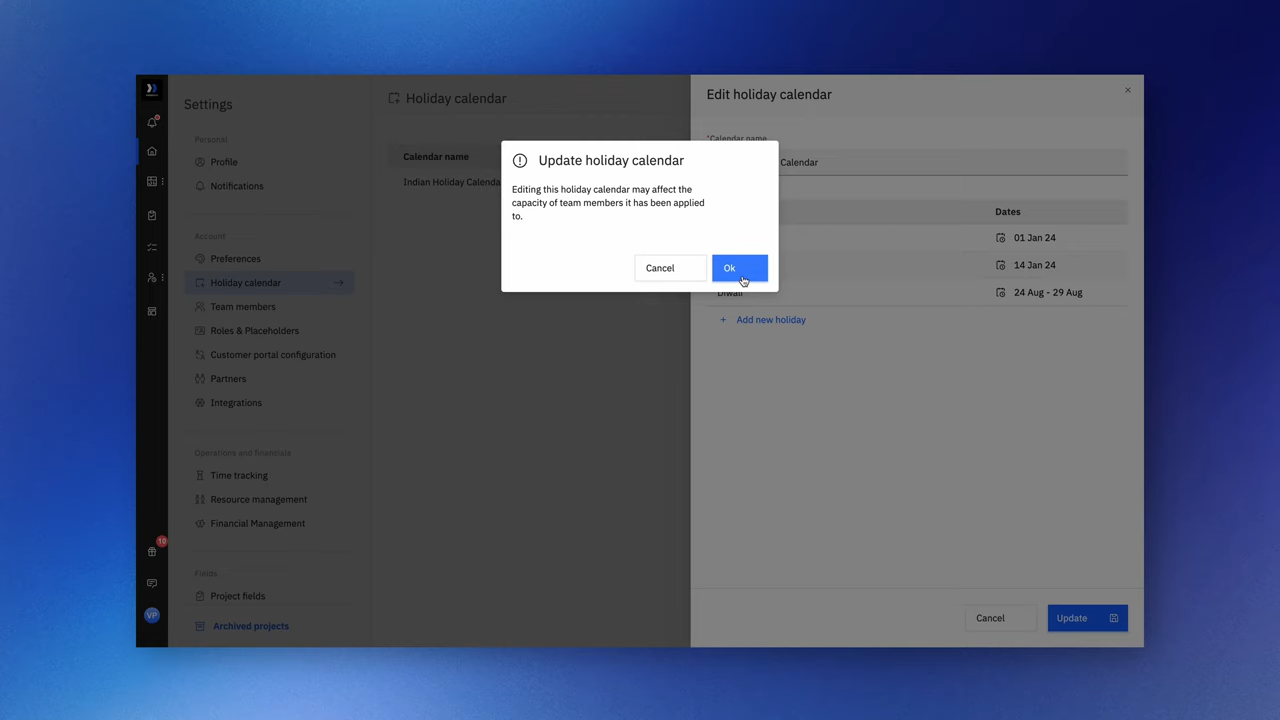 Settings
Personal
Profile
Notifications
Account
Preferences
Holiday calendar
Team members
Roles & Placeholders
Customer portal configuration
Partners
Integrations
Operations and financials
Time tracking
Resource management
Financial Management
Fields
Project fields
Archived projects
10
VP
Holiday calendar
Calendar name
Indian Holiday Calenda
Update holiday calendar
Editing this holiday calendar may affect the
capacity of team members it has been applied
to.
Cancel
Ok
Edit holiday calendar
*Calendar name
Calendar
Dates
01 Jan 24
14 Jan 24
Diwali
24 Aug - 29 Aug
+ Add new holiday
Cancel
Update